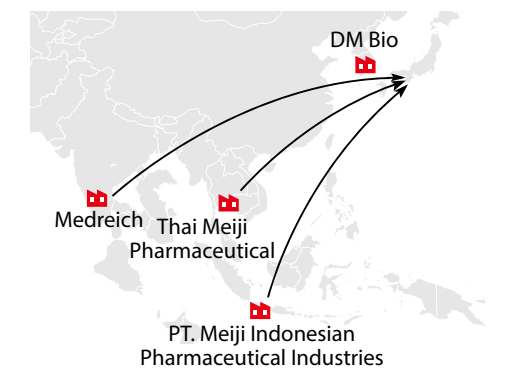 DM Bio
Medreich
Thai Meiji
Pharmaceutical
PT. Meiji Indonesian
Pharmaceutical Industries